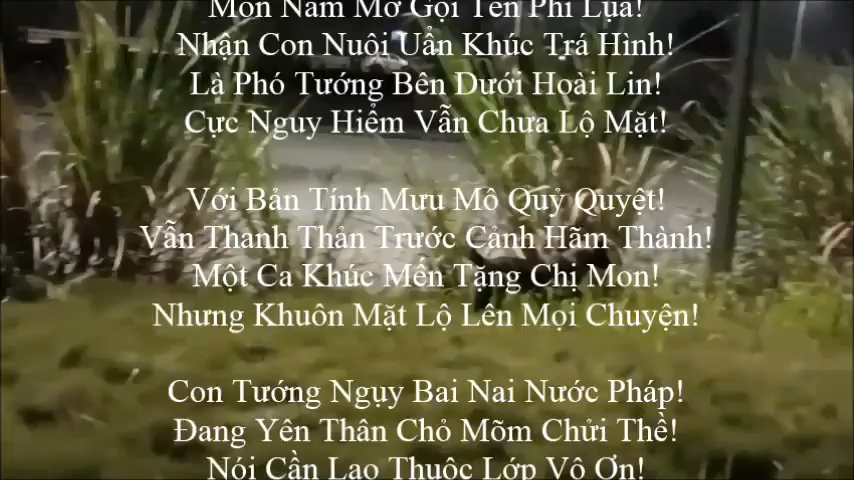 Món Nấm Mơ Gọi Tên Phi Lụa!
Nhận Con Nuôi Uẩn Khúc Trá Hình!
Là Phó Tướng Bên Dưới Hoài Lin!
Cực Nguy Hiểm Vẫn Chưa Lộ Mặt!
Với Bản Tính Mưu Mô Quỷ Quyệt!
Vẫn Thanh Thản Trước Cảnh Hãm Thành!
Một Ca Khúc Mến Tặng Chị Mon!
Nhưng Khuôn Mặt Lộ Lên Mọi Chuyện!
Con Tướng Ngụy Bai Nai Nước Pháp!
Đang Yên Thân Chỏ Mõm Chửi Thề!
Nói Cần Lao Thuộc Lớp Vô Ơn!